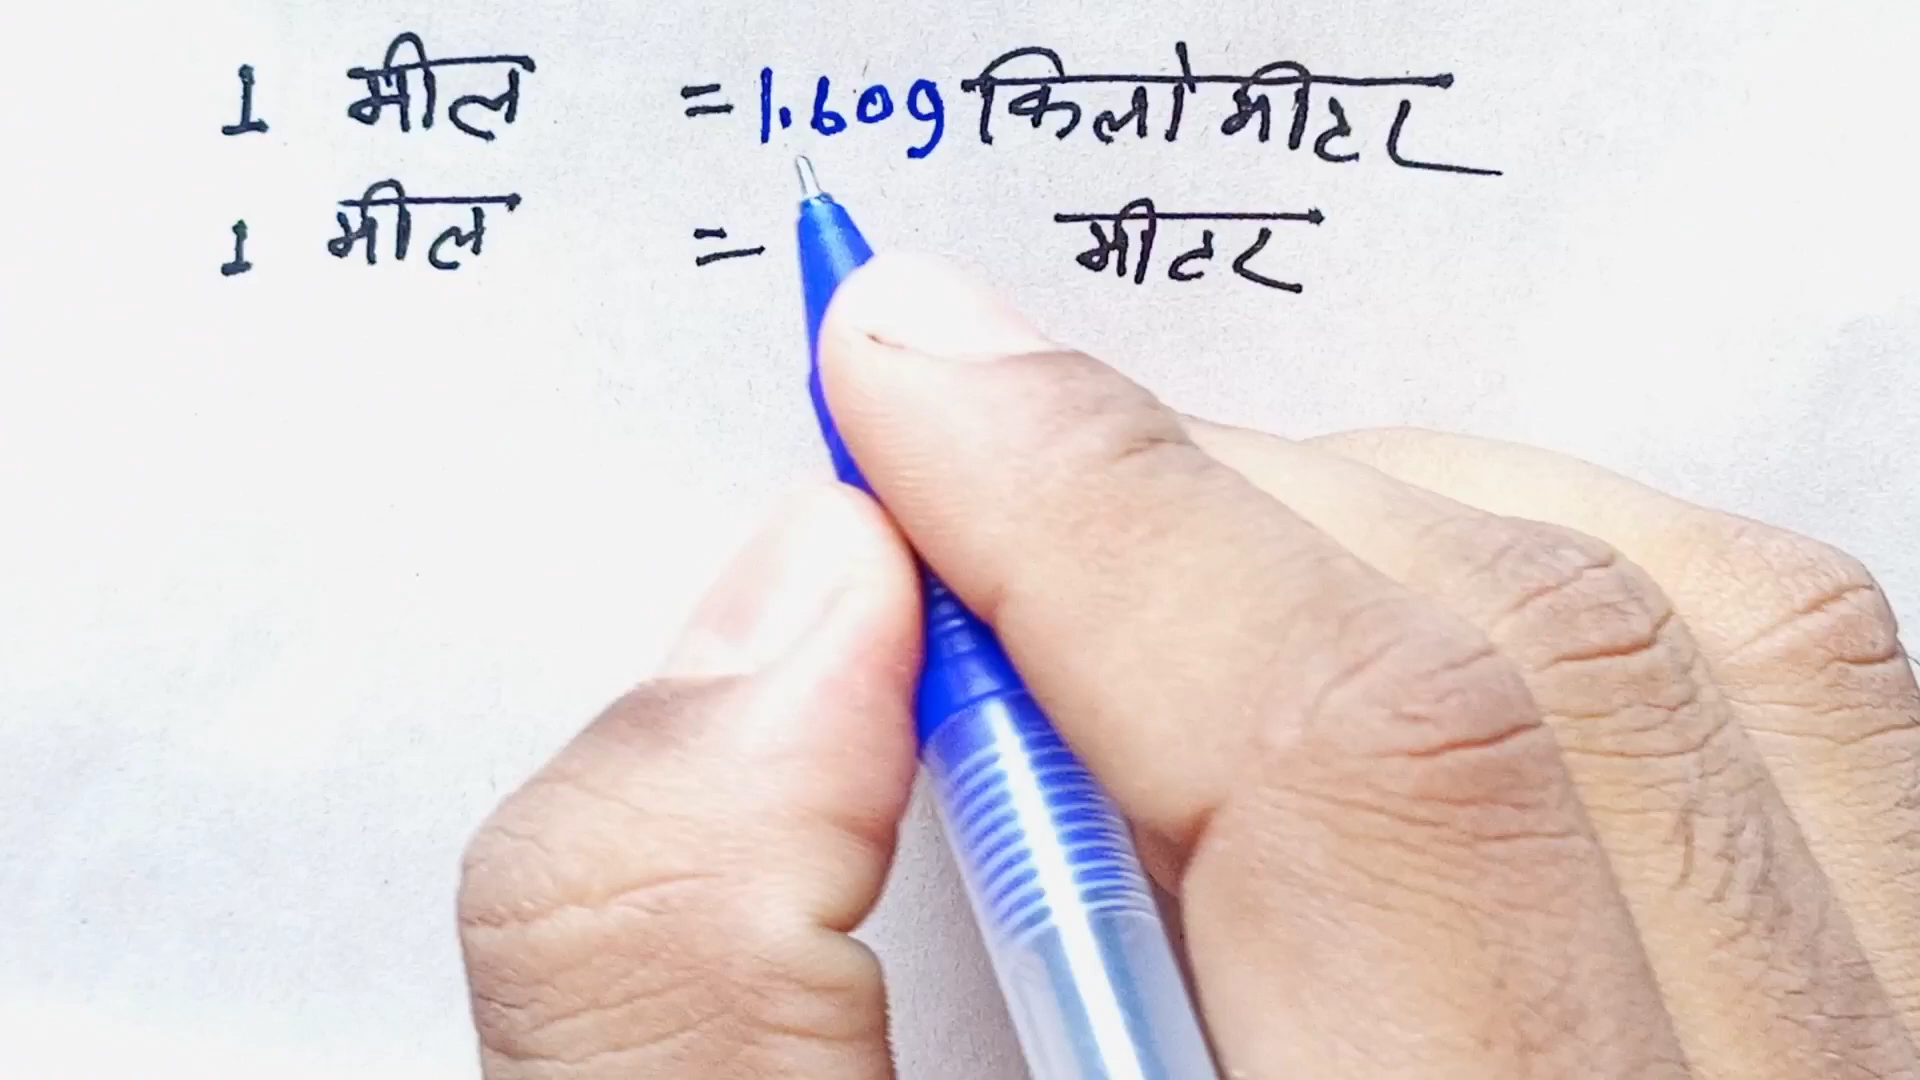 1 मील = 1.609 किलोमीटर
1 मील = मीटर